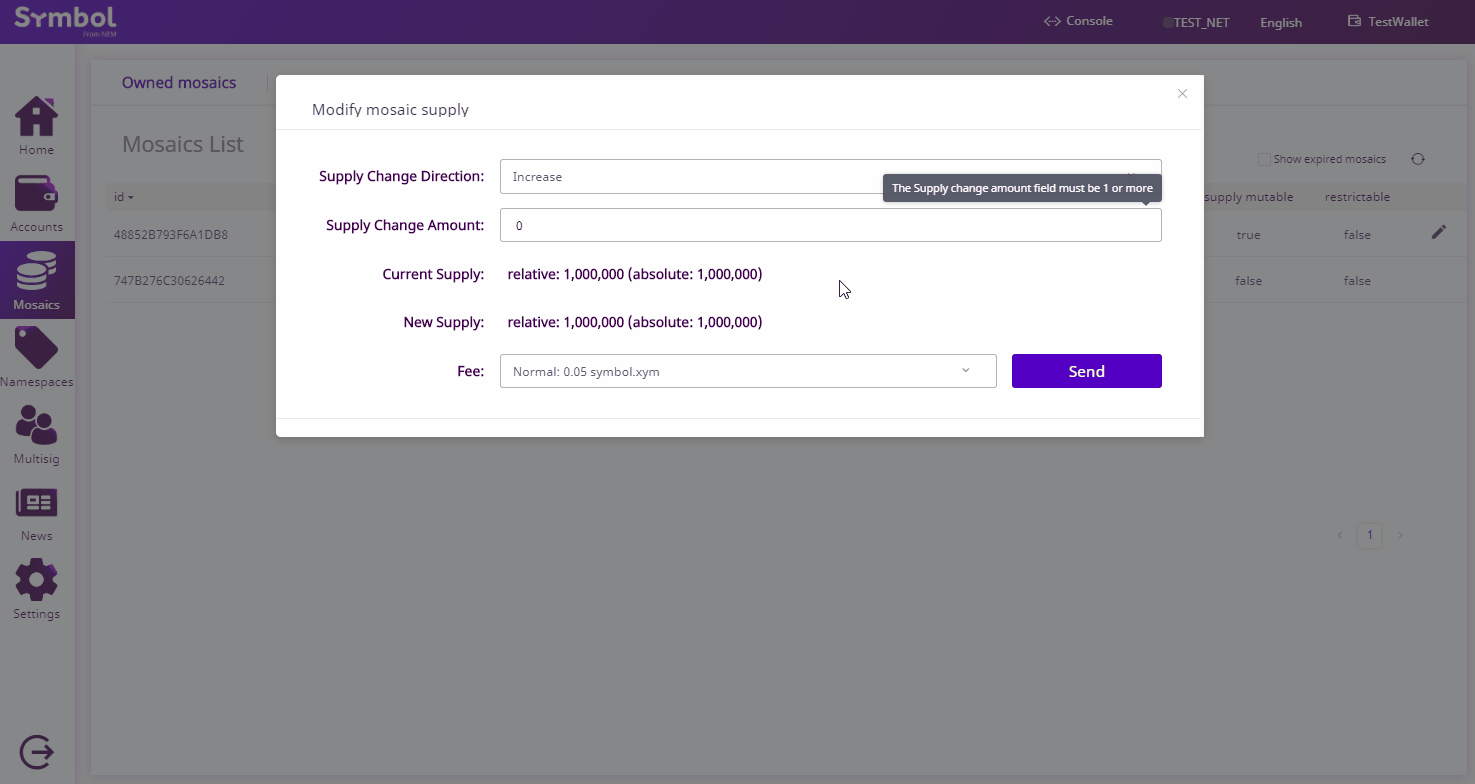 Symbol
From NEM
Console
TEST_NET
English
TestWallet
Home
Accounts
Mosaics
Namespaces
Multisig
News
Settings
Owned mosaics
Mosaics List
Show expired mosaics
id
supply mutable
restrictable
48852B793F6A1DB8
true
false
747B276C30626442
false
false
1
Modify mosaic supply
Supply Change Direction:
Increase
The Supply change amount field must be 1 or more
Supply Change Amount:
0
Current Supply:
relative: 1,000,000 (absolute: 1,000,000)
New Supply:
relative: 1,000,000 (absolute: 1,000,000)
Fee:
Normal: 0.05 symbol.xym
Send